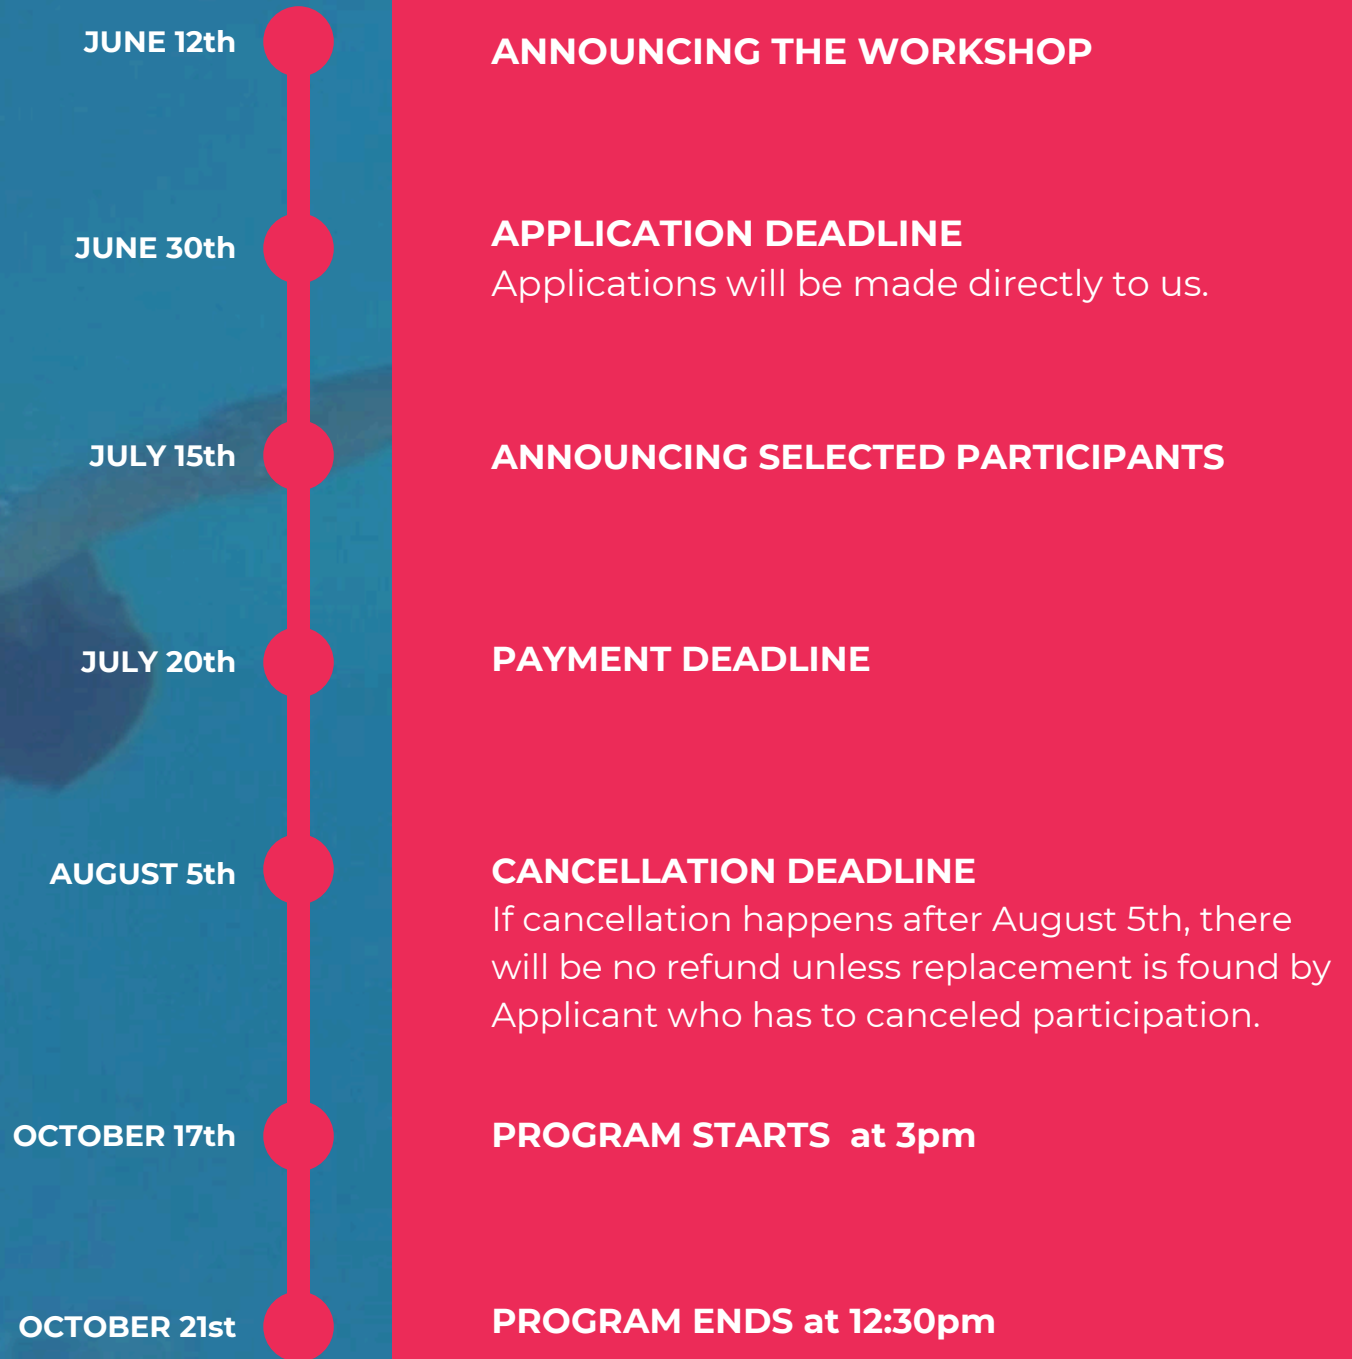 JUNE 12th
ANNOUNCING THE WORKSHOP
JUNE 30th
APPLICATION DEADLINE
Applications will be made directly to us.
JULY 15th
ANNOUNCING SELECTED PARTICIPANTS
JULY 20th
PAYMENT DEADLINE
AUGUST 5th
CANCELLATION DEADLINE
If cancellation happens after August 5th, there
will be no refund unless replacement is found by
Applicant who has to canceled participation.
OCTOBER 17th
PROGRAM STARTS  at 3pm
OCTOBER 21st
PROGRAM ENDS at 12:30pm